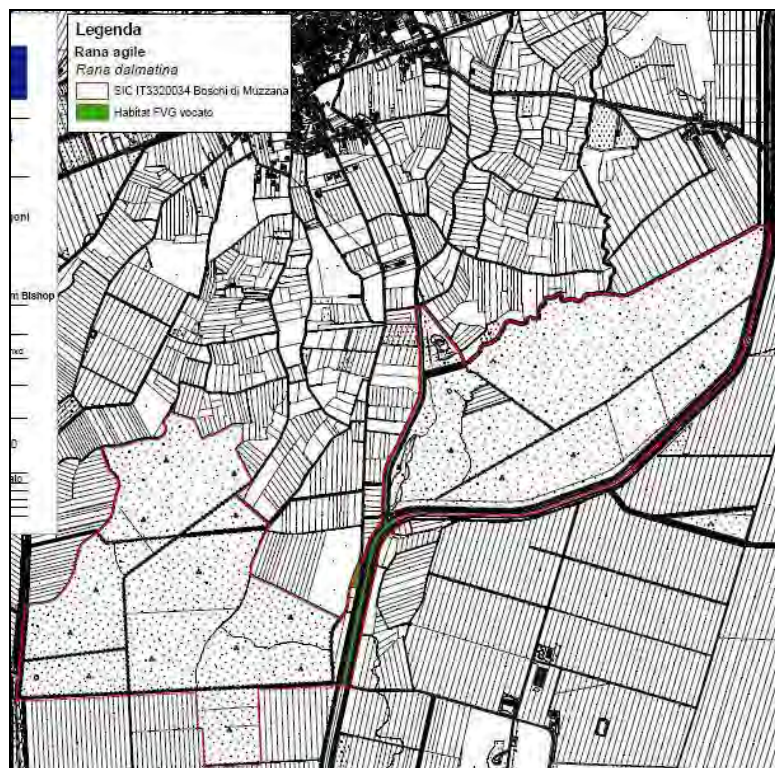 Legenda
Rana agile
Rana dalmatina
SIC IT3320034 Boschi di Muzzana
Habitat FVG vocato
Bishop